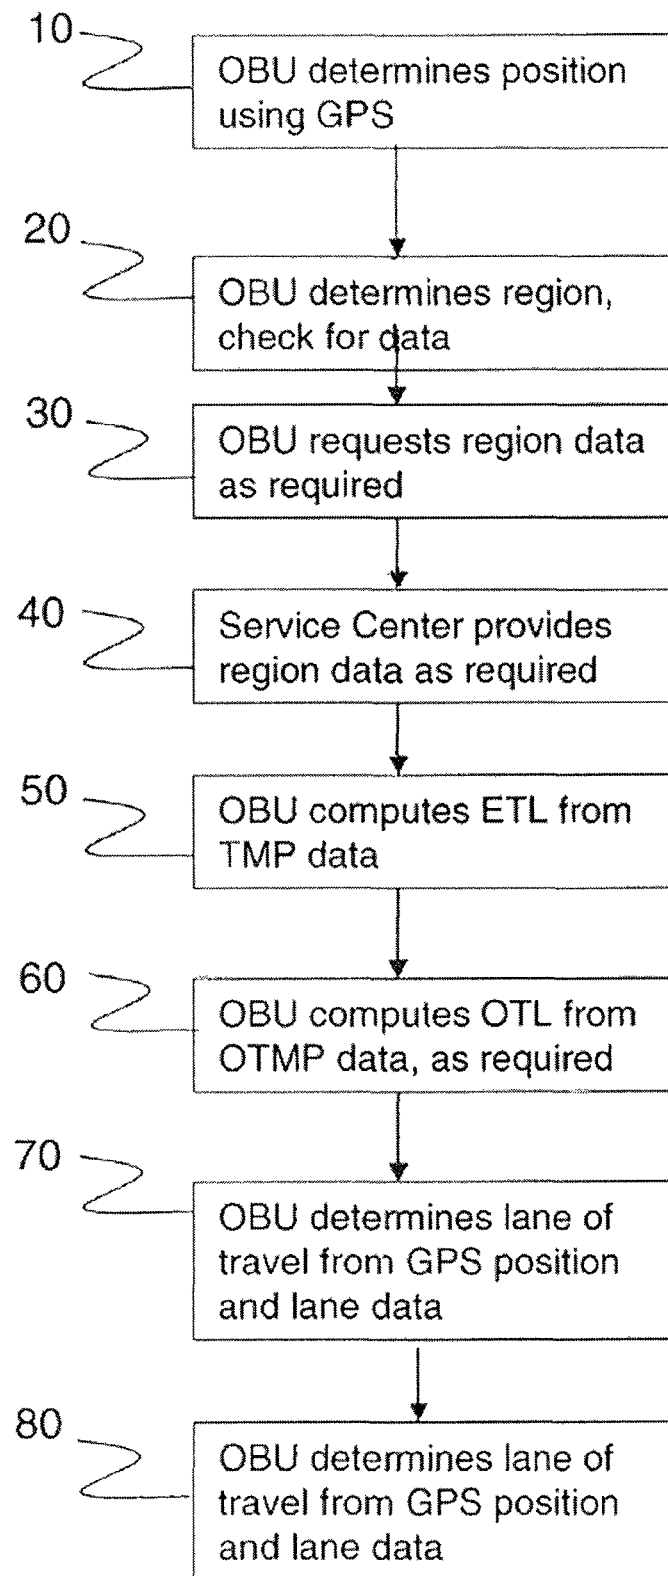 10
OBU determines position
using GPS
20
OBU determines region,
check for data
30
OBU requests region data
as required
40
Service Center provides
region data as required
50
OBU computes ETL from
TMP data
60
OBU computes OTL from
OTMP data, as required
70
OBU determines lane of
travel from GPS position
and lane data
80
OBU determines lane of
travel from GPS position
and lane data